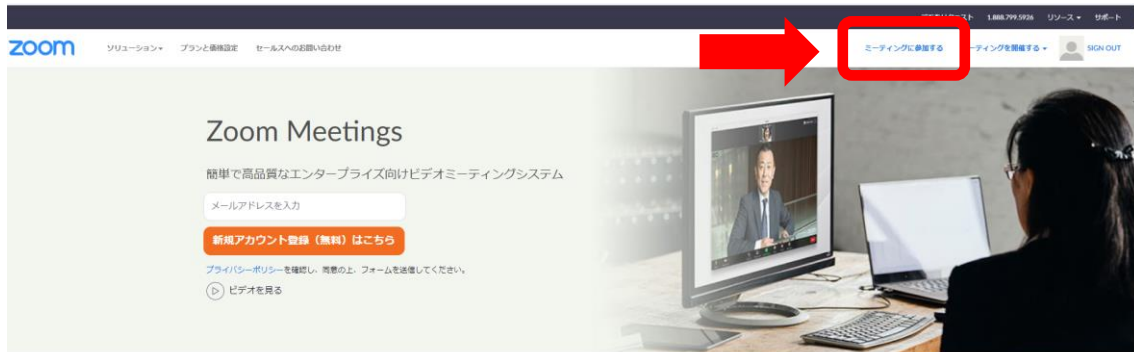 スト 1.888.799.5926 リソース サポート
zoom ソリューション プランと価格設定 セールスへのお問い合わせ ミーティングに参加する ーティングを開催する SIGN OUT
Zoom Meetings
簡単で高品質なエンタープライズ向けビデオミーティングシステム
メールアドレスを入力
新規アカウント登録（無料）はこちら
プライバシーポリシーを確認し、同意の上、フォームを送信してください。
ビデオを見る